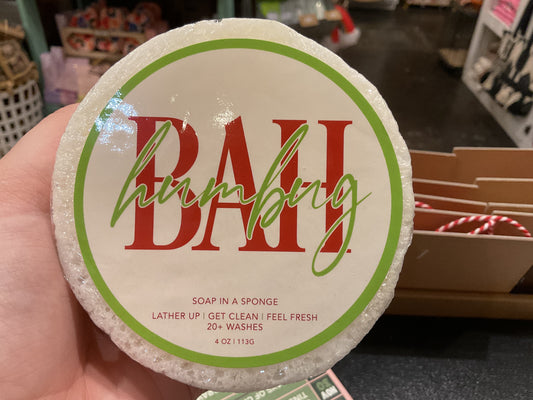 BAH
humbug
SOAP IN A SPONGE
LATHER UP | GET CLEAN | FEEL FRESH
20+ WASHES
4 OZ | 113G